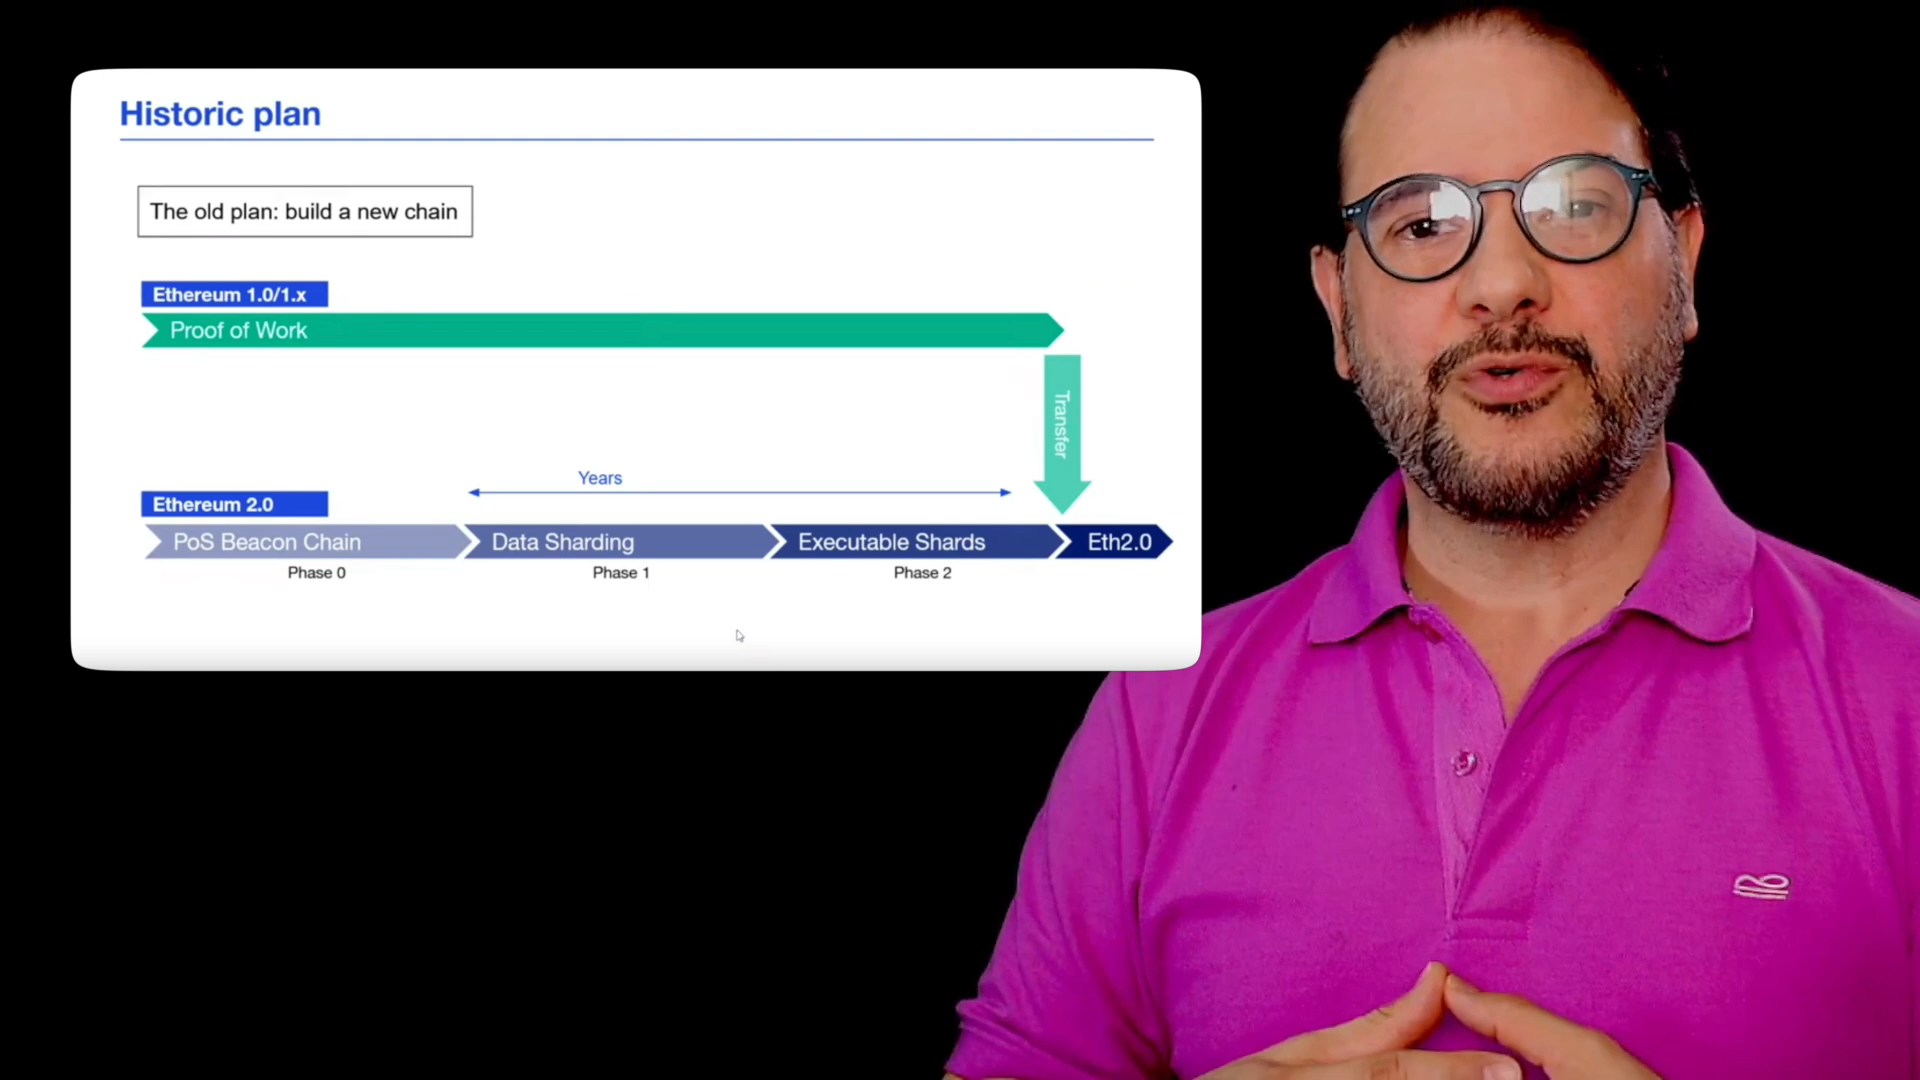 Historic plan
The old plan: build a new chain
Ethereum 1.0/1.x
Proof of Work
Transfer
Years
Ethereum 2.0
PoS Beacon Chain
Data Sharding
Executable Shards
Eth2.0
Phase 0
Phase 1
Phase 2